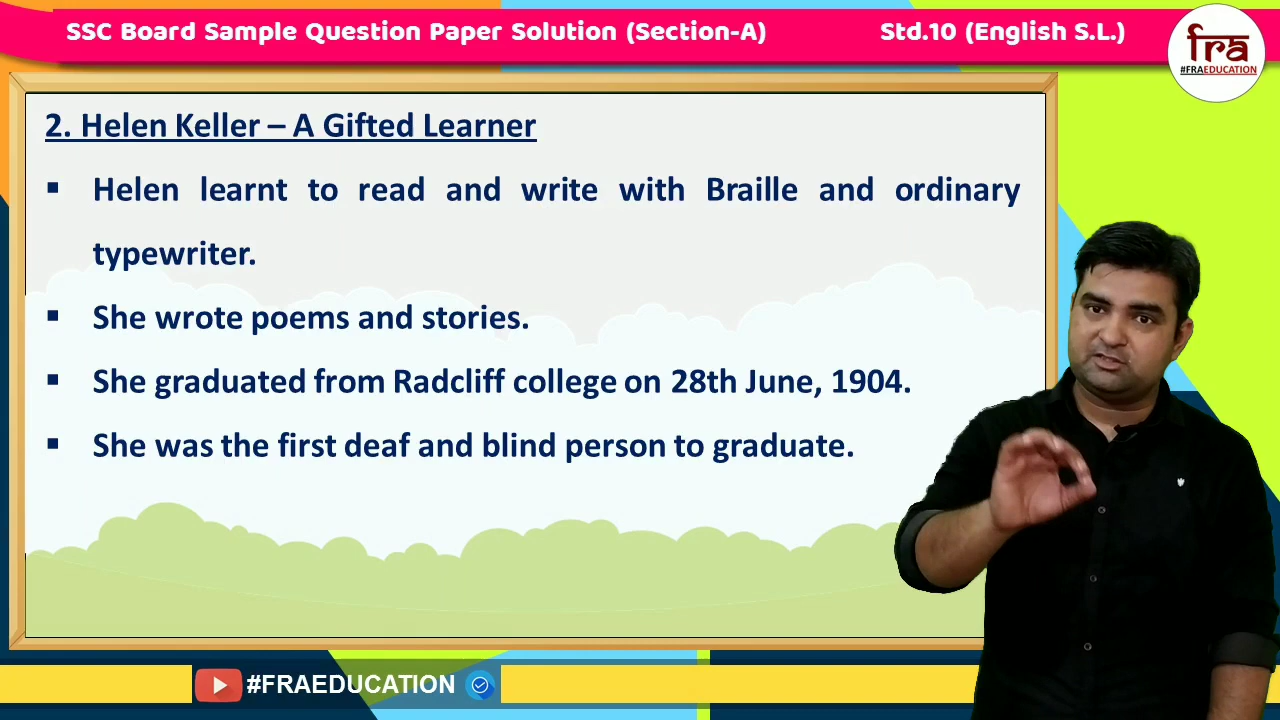 SSC Board Sample Question Paper Solution (Section-A) Std.10 (English S.L.)
fra
#FRAEDUCATION
2. Helen Keller – A Gifted Learner
▪ Helen learnt to read and write with Braille and ordinary
typewriter.
▪ She wrote poems and stories.
▪ She graduated from Radcliff college on 28th June, 1904.
▪ She was the first deaf and blind person to graduate.
#FRAEDUCATION